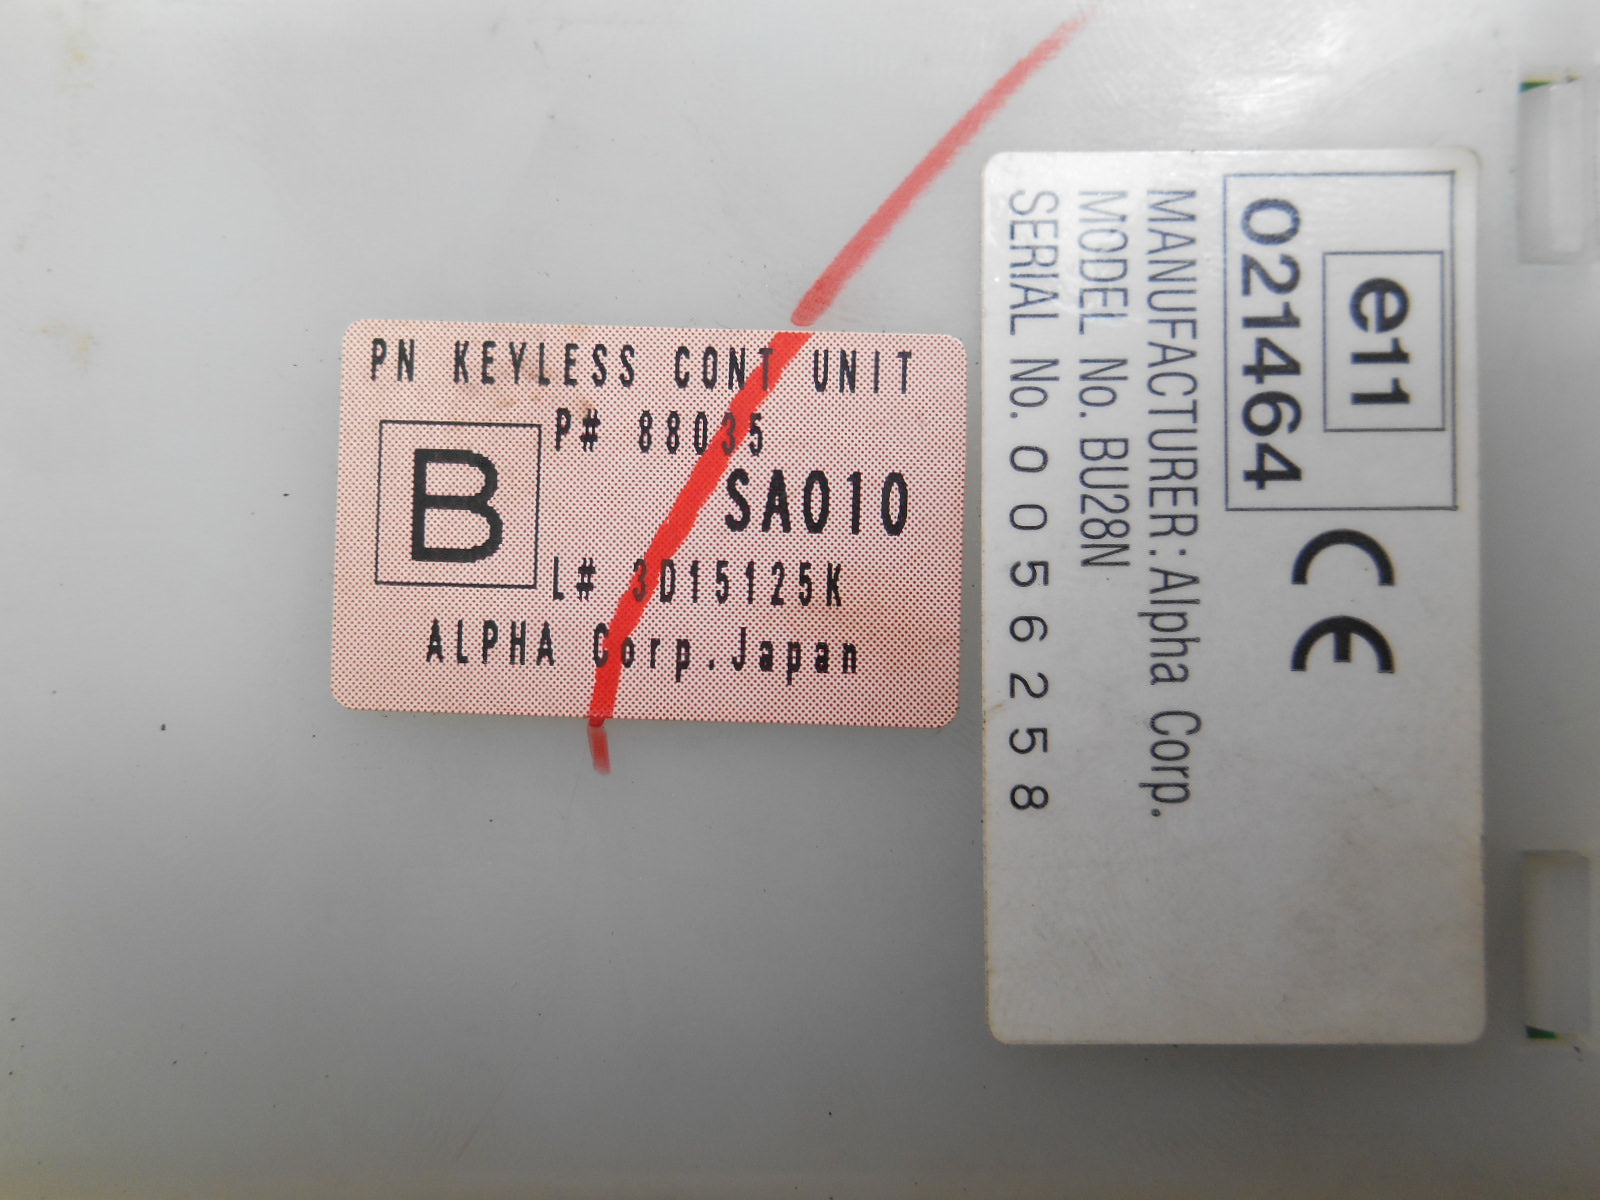 PN KEYLESS CONT UNIT
P# 88035
B
SA010
L# 3D15125K
ALPHA Corp.Japan
e11
021464
CE
MANUFACTURER:Alpha Corp.
MODEL No. BU28N
SERIAL No. 0056258